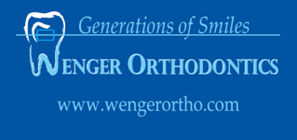 Generations of Smiles
WENGER ORTHODONTICS
www.wengerortho.com